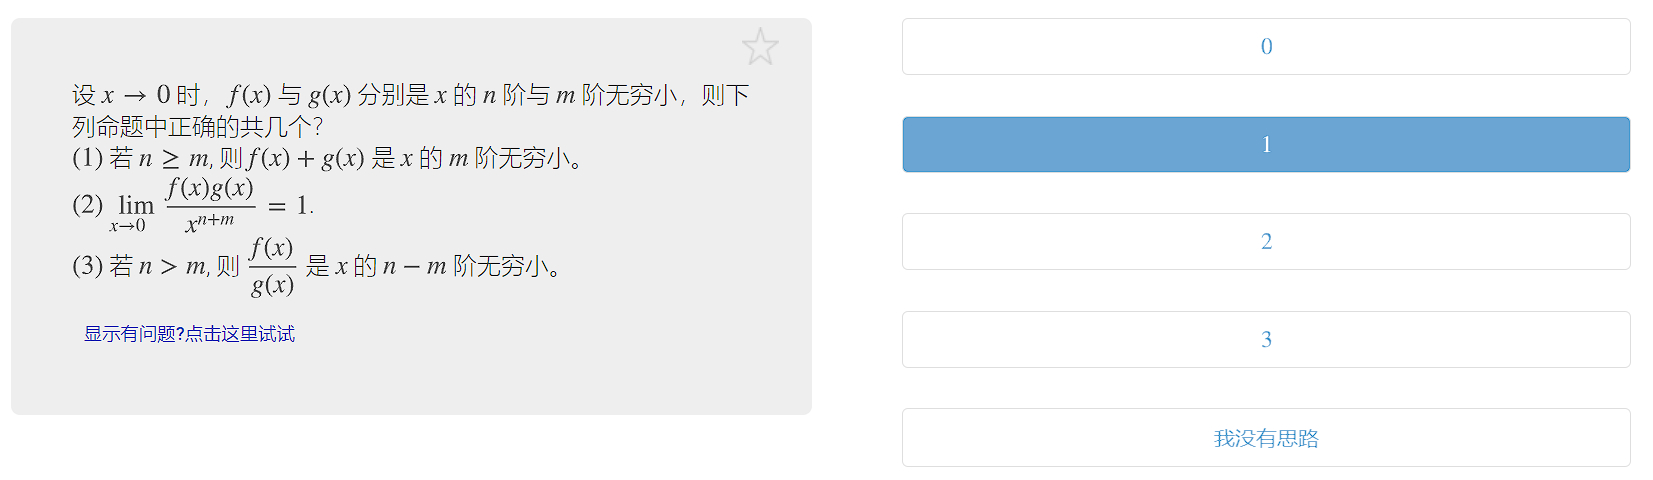 设 x → 0 时，f(x) 与 g(x) 分别是 x 的 n 阶与 m 阶无穷小，则下
列命题中正确的共几个？
(1) 若 n ≥ m, 则 f(x) + g(x) 是 x 的 m 阶无穷小。
(2) lim_{x→0} \frac{f(x)g(x)}{x^{n+m}} = 1.
(3) 若 n > m, 则 \frac{f(x)}{g(x)} 是 x 的 n − m 阶无穷小。
显示有问题?点击这里试试
0
1
2
3
我没有思路